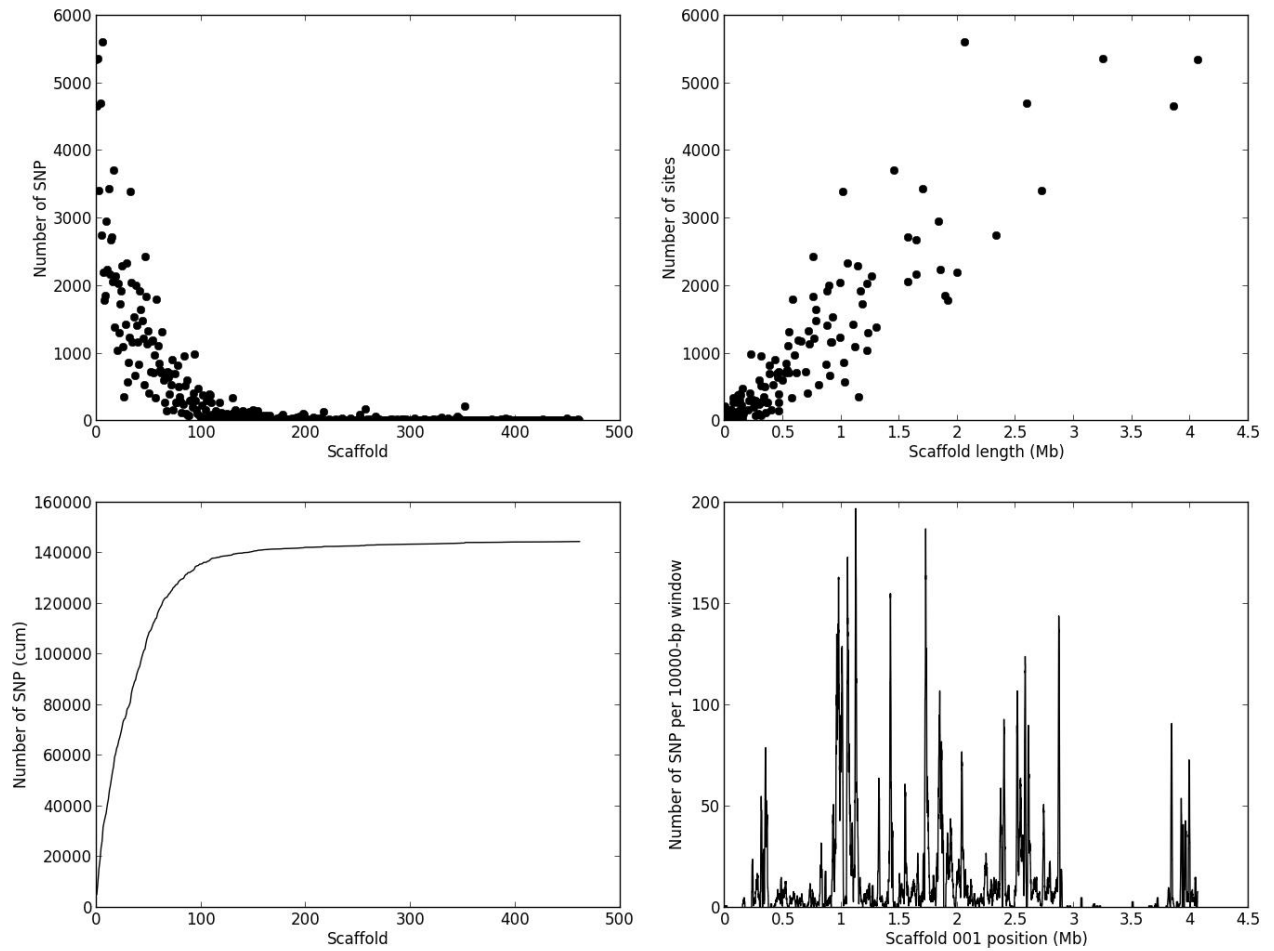 6000
5000
4000
3000
2000
1000
0
Number of SNP
0 100 200 300 400 500
Scaffold
6000
5000
4000
3000
2000
1000
0
Number of sites
0 0.5 1 1.5 2 2.5 3 3.5 4 4.5
Scaffold length (Mb)
160000
140000
120000
100000
80000
60000
40000
20000
0
Number of SNP (cum)
0 100 200 300 400 500
Scaffold
200
150
100
50
0
Number of SNP per 10000-bp window
0 0.5 1 1.5 2 2.5 3 3.5 4 4.5
Scaffold 001 position (Mb)